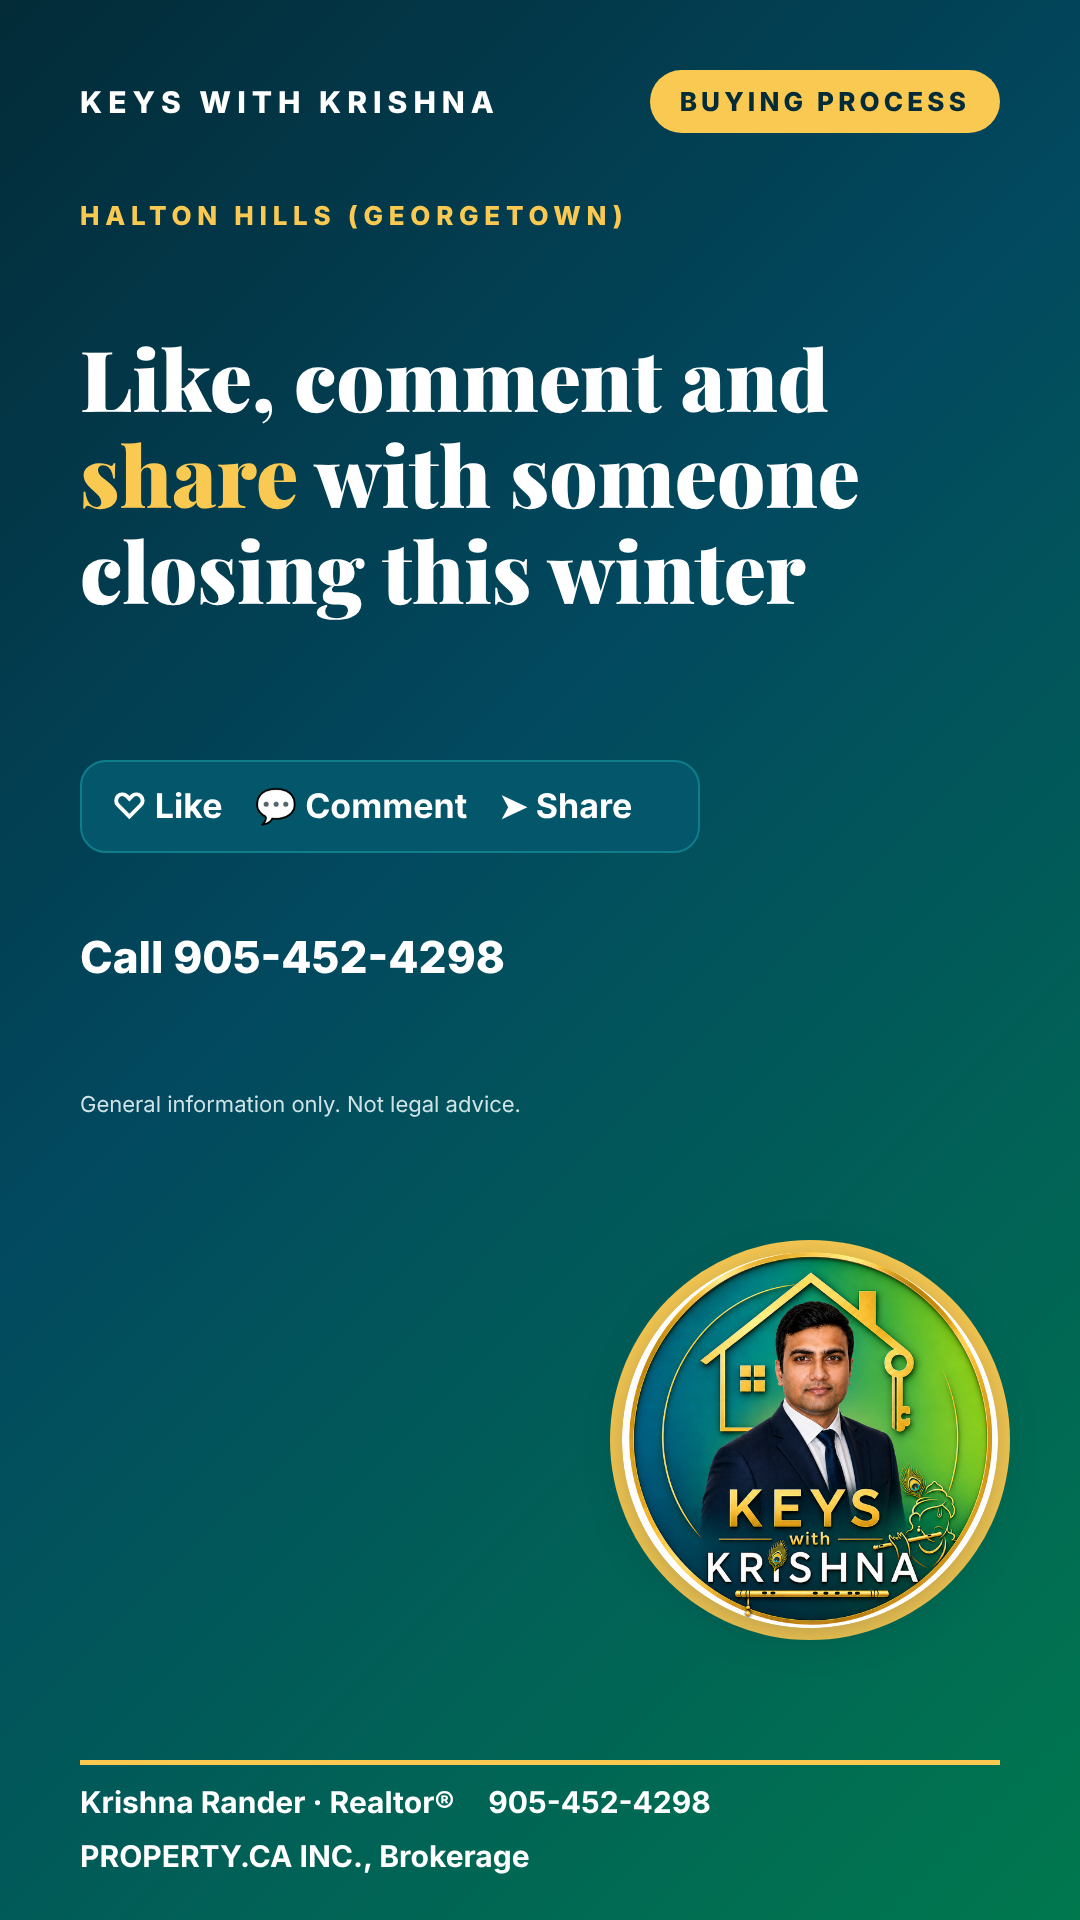 KEYS WITH KRISHNA
BUYING PROCESS
HALTON HILLS (GEORGETOWN)
Like, comment and
share with someone
closing this winter
♡ Like 💬 Comment ➤ Share
Call 905-452-4298
General information only. Not legal advice.
KEYS
with
KRISHNA
Krishna Rander · Realtor® 905-452-4298
PROPERTY.CA INC., Brokerage